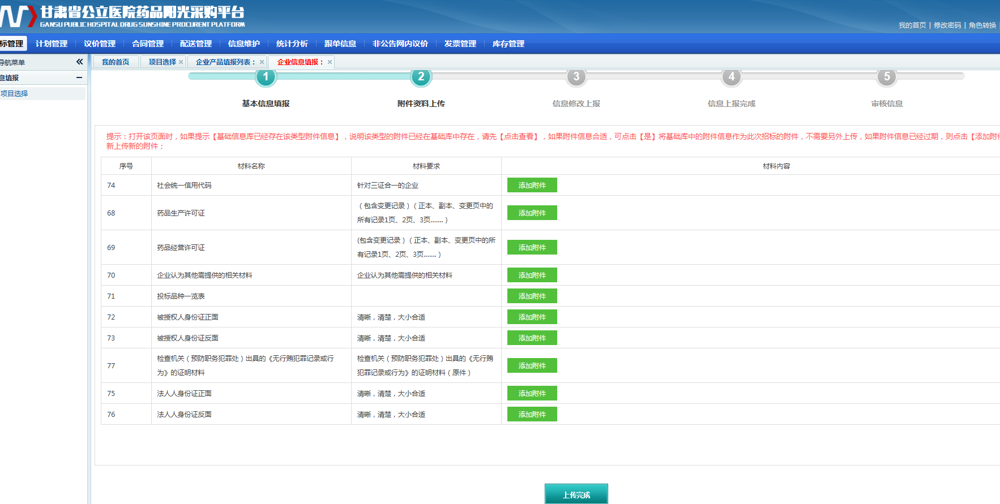 甘肃省公立医院药品阳光采购平台
GANSU PUBLIC HOSPITAL DRUG SUNSHINE PROCURENT PLATFORM
我的首页 | 修改密码 | 角色转换
标管理 计划管理 议价管理 合同管理 配送管理 信息维护 统计分析 跟单信息 非公告网内议价 发票管理 库存管理
导航菜单
息填报
项目选择
我的首页 项目选择 企业产品填报列表： 企业信息填报：
1 2 3 4 5
基本信息填报 附件资料上传 信息修改上报 信息上报完成 审核信息
提示：打开该页面时，如果提示【基础信息库已经存在该类型附件信息】，说明该类型的附件已经在基础库中存在，请先【点击查看】，如果附件信息合适，可点击【是】将基础库中的附件信息作为此次招标的附件，不需要另外上传，如果附件信息已经过期，则点击【添加附件
新上传新的附件；
序号 材料名称 材料要求 材料内容
74 社会统一信用代码 针对三证合一的企业 添加附件
68 药品生产许可证 （包含变更记录）（正本、副本、变更页中的
所有记录1页、2页、3页.......） 添加附件
69 药品经营许可证 (包含变更记录）（正本、副本、变更页中的所
有记录1页、2页、3页.......） 添加附件
70 企业认为其他需提供的相关材料 企业认为其他需提供的相关材料 添加附件
71 投标品种一览表 添加附件
72 被授权人身份证正面 清晰，清楚，大小合适 添加附件
73 被授权人身份证反面 清晰，清楚，大小合适 添加附件
77 检查机关（预防职务犯罪处）出具的《无行贿犯罪记录或行
为》的证明材料 检查机关（预防职务犯罪处）出具的《无行贿
犯罪记录或行为》的证明材料（原件） 添加附件
75 法人人身份证正面 清晰，清楚，大小合适 添加附件
76 法人人身份证反面 清晰，清楚，大小合适 添加附件
上传完成